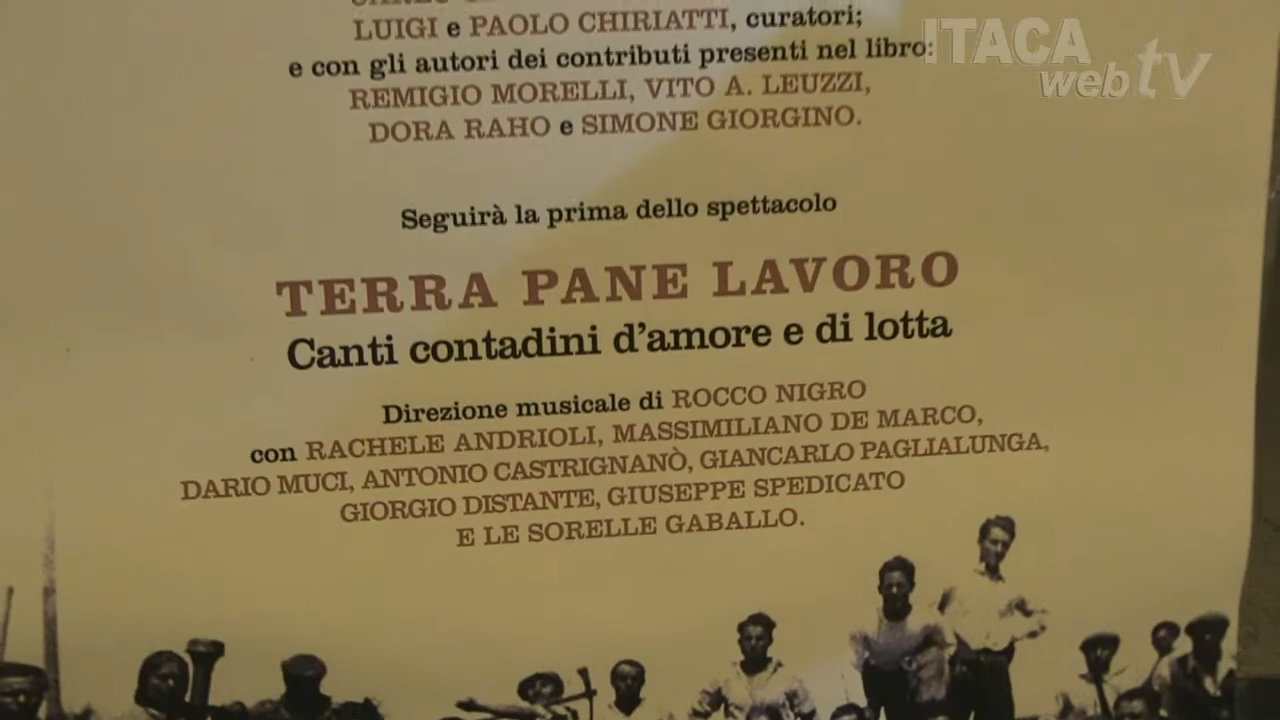 LUIGI e PAOLO CHIRIATTI, curatori;
e con gli autori dei contributi presenti nel libro:
REMIGIO MORELLI, VITO A. LEUZZI,
DORA RAHO e SIMONE GIORGINO.
Seguirà la prima dello spettacolo
TERRA PANE LAVORO
Canti contadini d'amore e di lotta
Direzione musicale di ROCCO NIGRO
con RACHELE ANDRIOLI, MASSIMILIANO DE MARCO,
DARIO MUCI, ANTONIO CASTRIGNANÒ, GIANCARLO PAGLIALUNGA,
GIORGIO DISTANTE, GIUSEPPE SPEDICATO
E LE SORELLE GABALLO.
ITACA
web tv